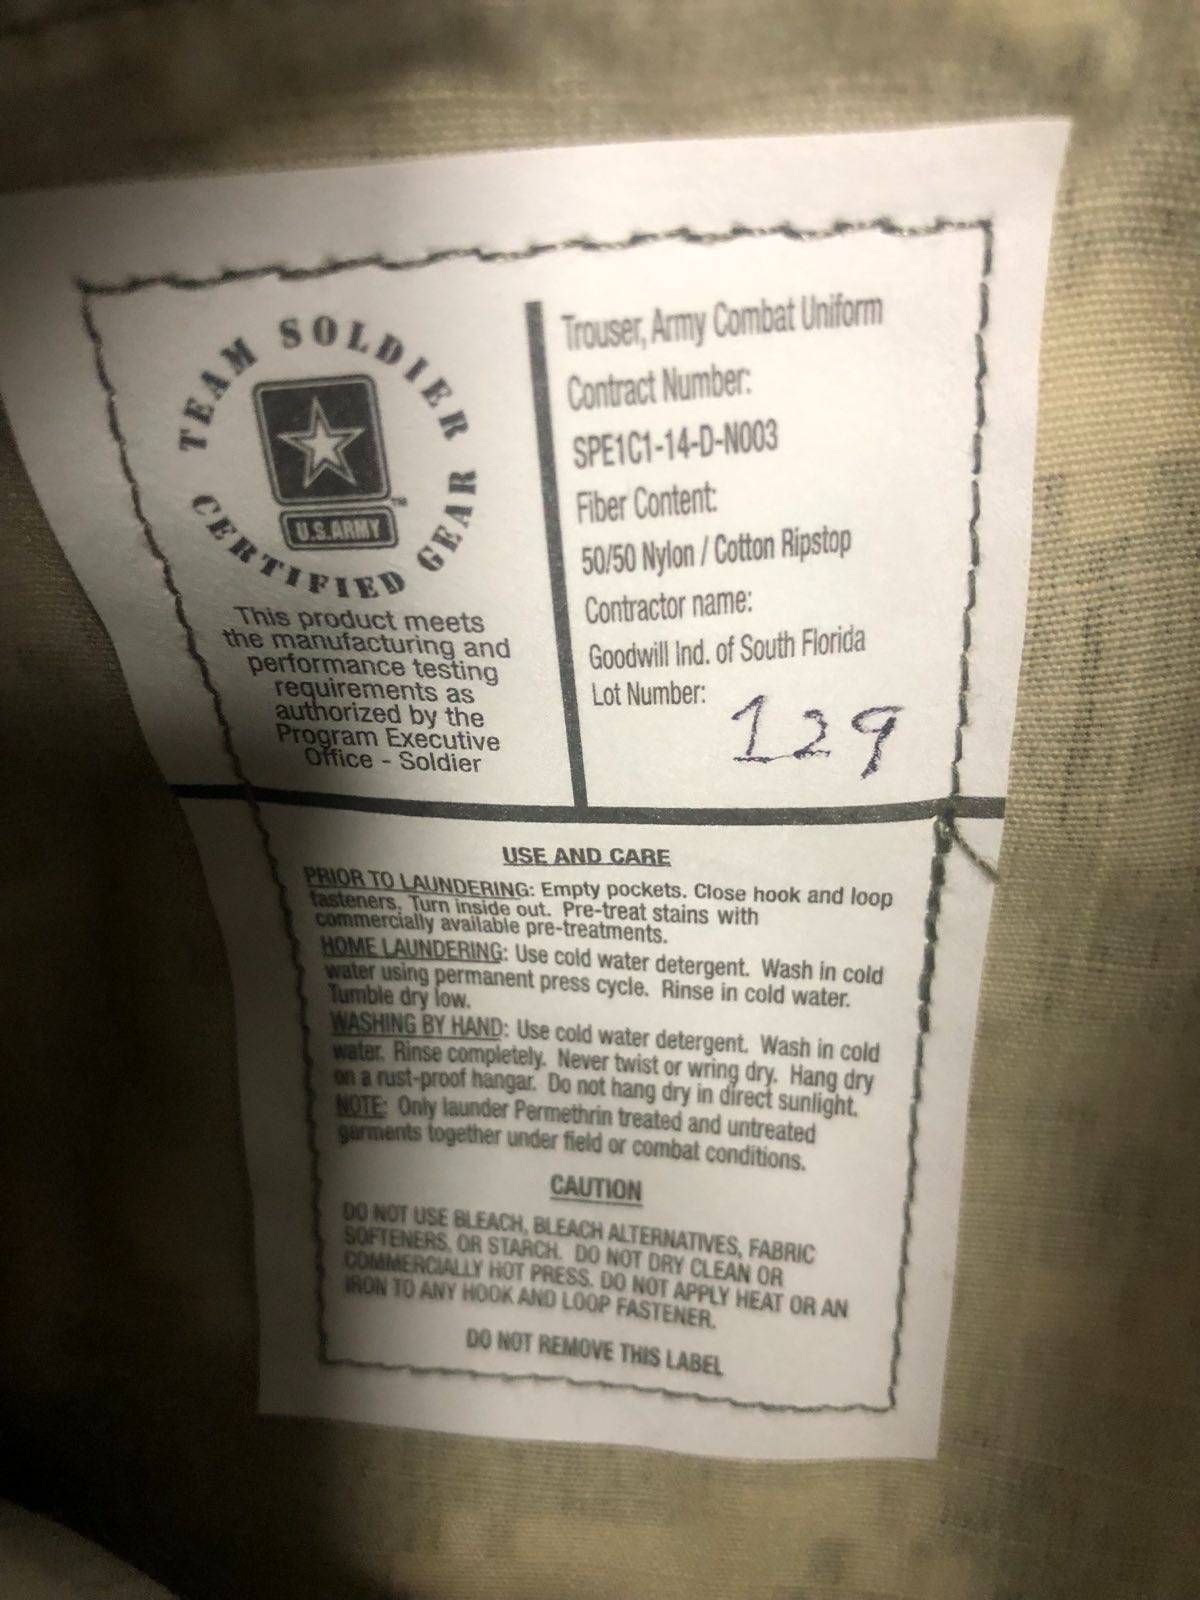 TEAM SOLDIER
CERTIFIED GEAR
U.S.ARMY
TM
This product meets
the manufacturing and
performance testing
requirements as
authorized by the
Program Executive
Office - Soldier
Trouser, Army Combat Uniform
Contract Number:
SPE1C1-14-D-N003
Fiber Content:
50/50 Nylon / Cotton Ripstop
Contractor name:
Goodwill Ind. of South Florida
Lot Number:
129
USE AND CARE
PRIOR TO LAUNDERING: Empty pockets. Close hook and loop
fasteners. Turn inside out. Pre-treat stains with
commercially available pre-treatments.
HOME LAUNDERING: Use cold water detergent. Wash in cold
water using permanent press cycle. Rinse in cold water.
Tumble dry low.
WASHING BY HAND: Use cold water detergent. Wash in cold
water. Rinse completely. Never twist or wring dry. Hang dry
on a rust-proof hangar. Do not hang dry in direct sunlight.
NOTE: Only launder Permethrin treated and untreated
garments together under field or combat conditions.
CAUTION
DO NOT USE BLEACH, BLEACH ALTERNATIVES, FABRIC
SOFTENERS, OR STARCH. DO NOT DRY CLEAN OR
COMMERCIALLY HOT PRESS. DO NOT APPLY HEAT OR AN
IRON TO ANY HOOK AND LOOP FASTENER.
DO NOT REMOVE THIS LABEL